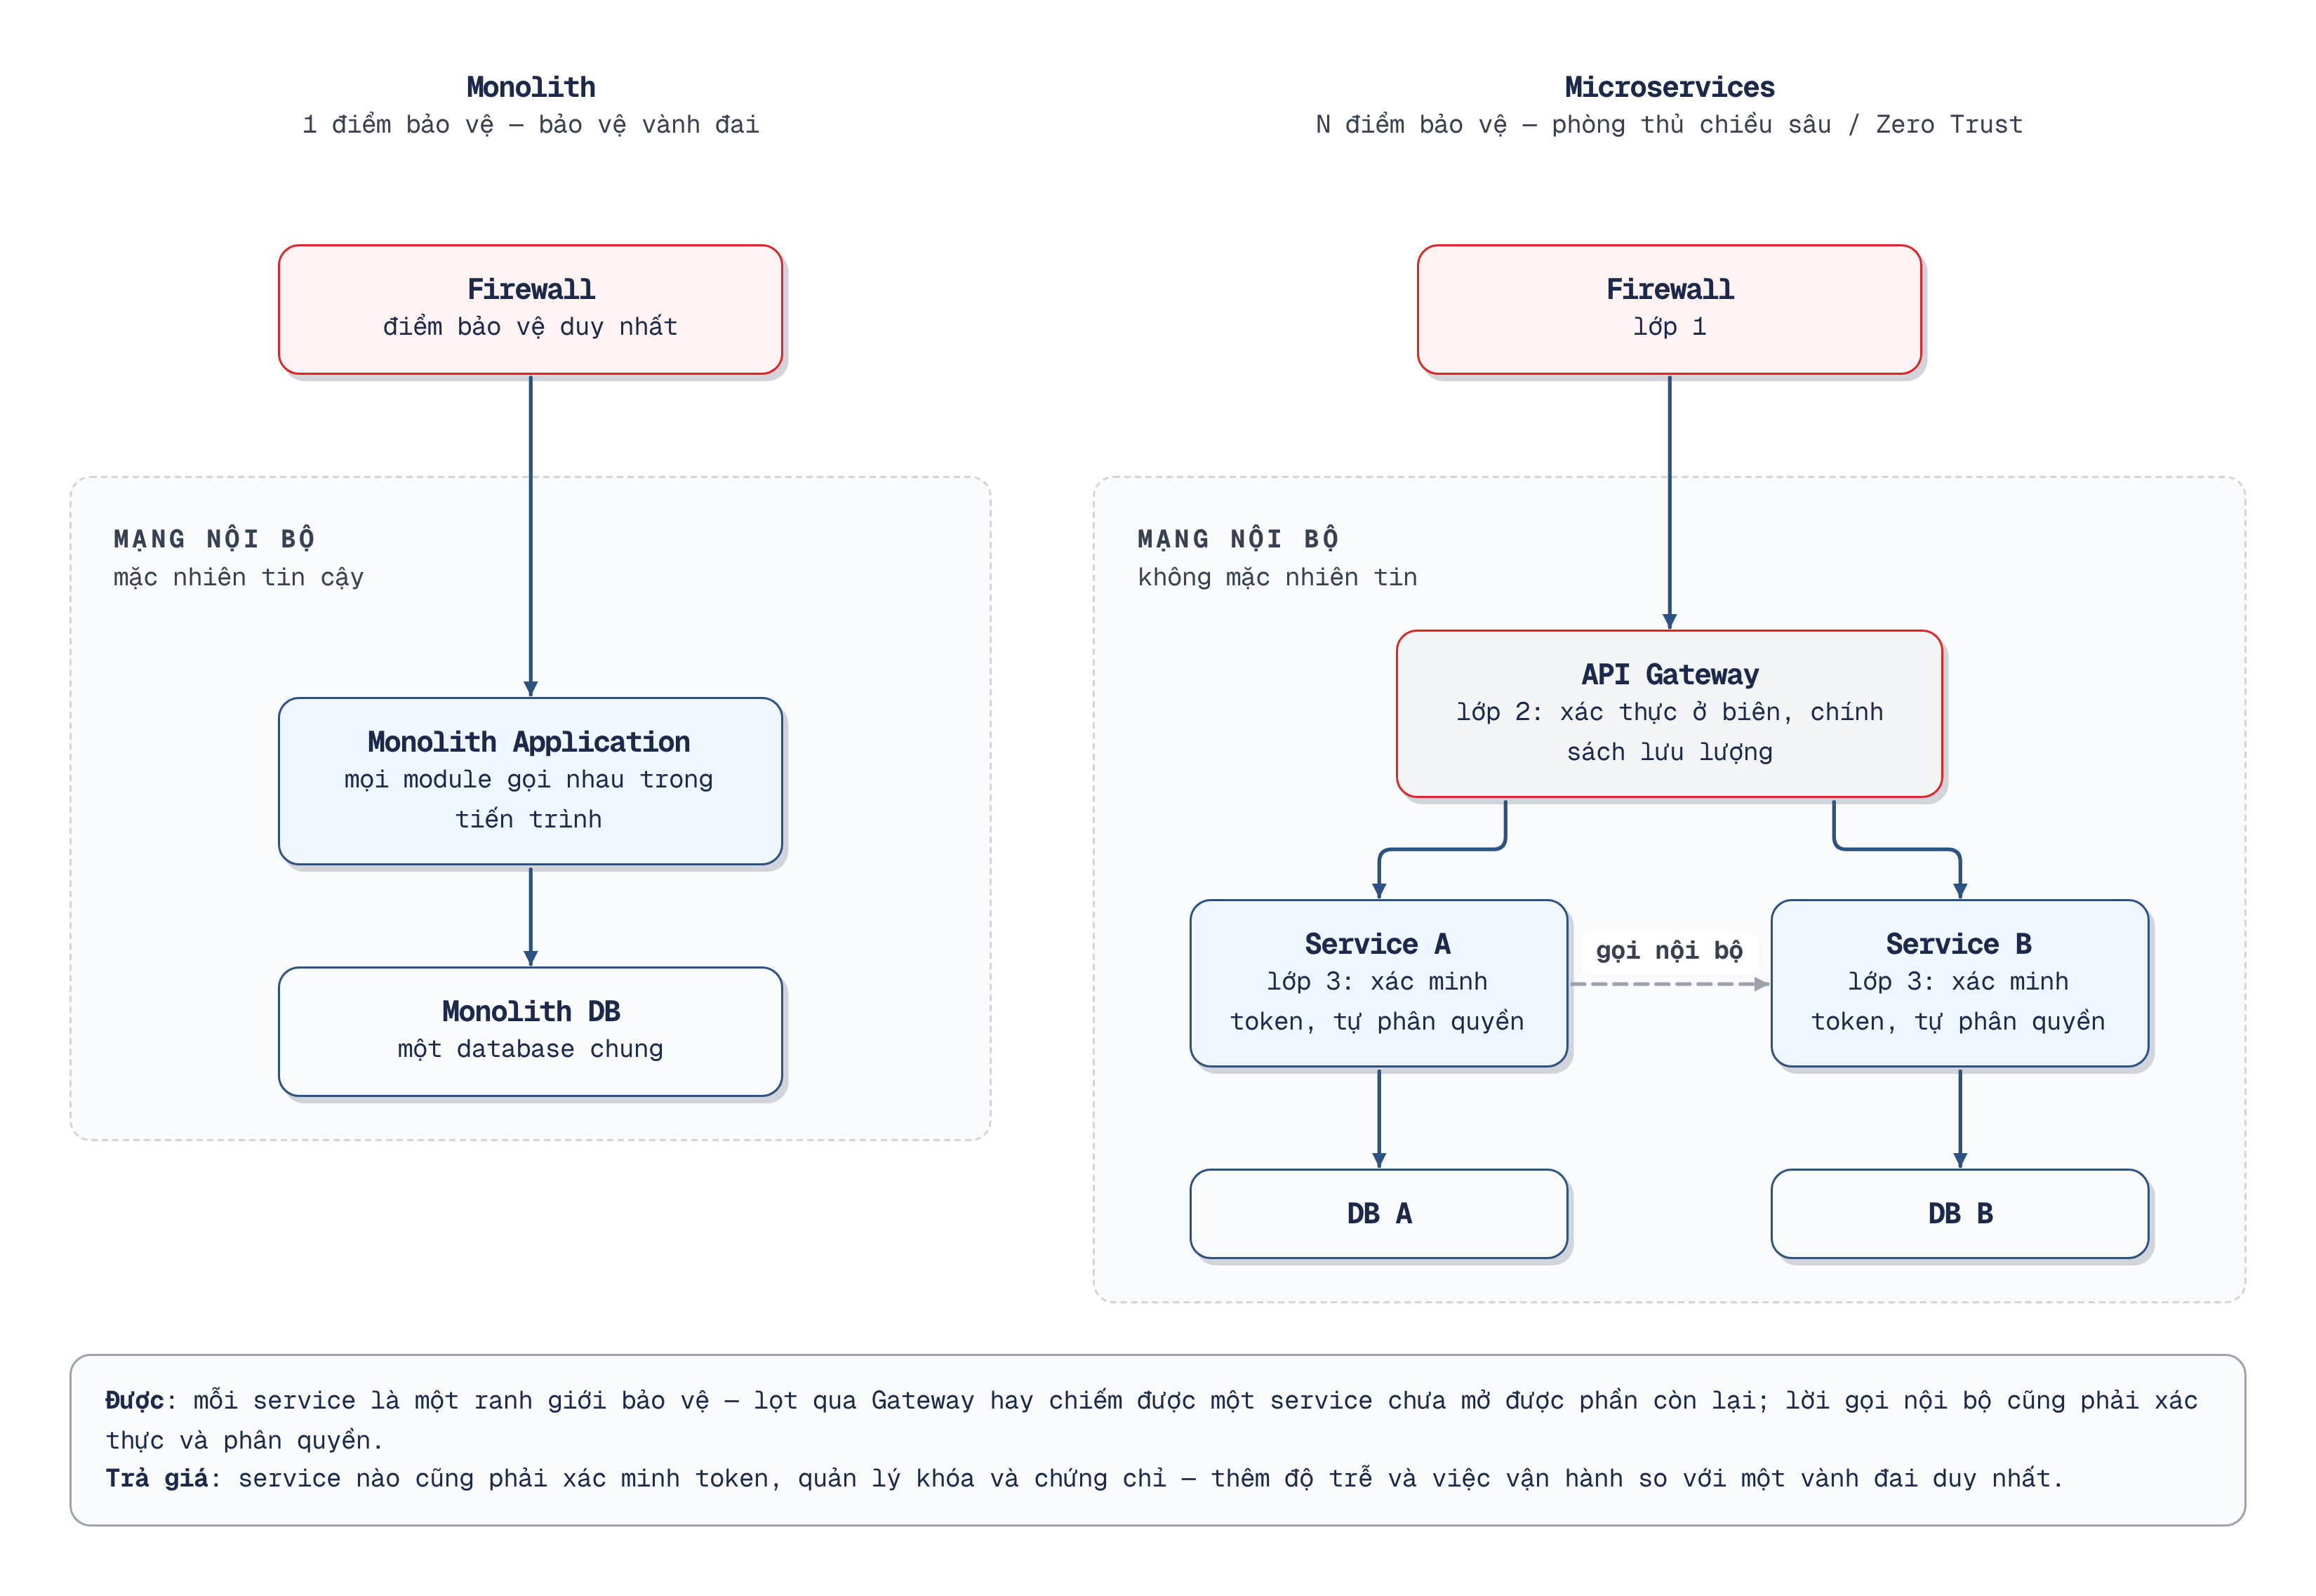 Monolith
1 điểm bảo vệ — bảo vệ vành đai
Firewall
điểm bảo vệ duy nhất
MẠNG NỘI BỘ
mặc nhiên tin cậy
Monolith Application
mọi module gọi nhau trong
tiến trình
Monolith DB
một database chung
Microservices
N điểm bảo vệ — phòng thủ chiều sâu / Zero Trust
Firewall
lớp 1
MẠNG NỘI BỘ
không mặc nhiên tin
API Gateway
lớp 2: xác thực ở biên, chính
sách lưu lượng
Service A
lớp 3: xác minh
token, tự phân quyền
gọi nội bộ
Service B
lớp 3: xác minh
token, tự phân quyền
DB A
DB B
Được: mỗi service là một ranh giới bảo vệ — lọt qua Gateway hay chiếm được một service chưa mở được phần còn lại; lời gọi nội bộ cũng phải xác
thực và phân quyền.
Trả giá: service nào cũng phải xác minh token, quản lý khóa và chứng chỉ — thêm độ trễ và việc vận hành so với một vành đai duy nhất.